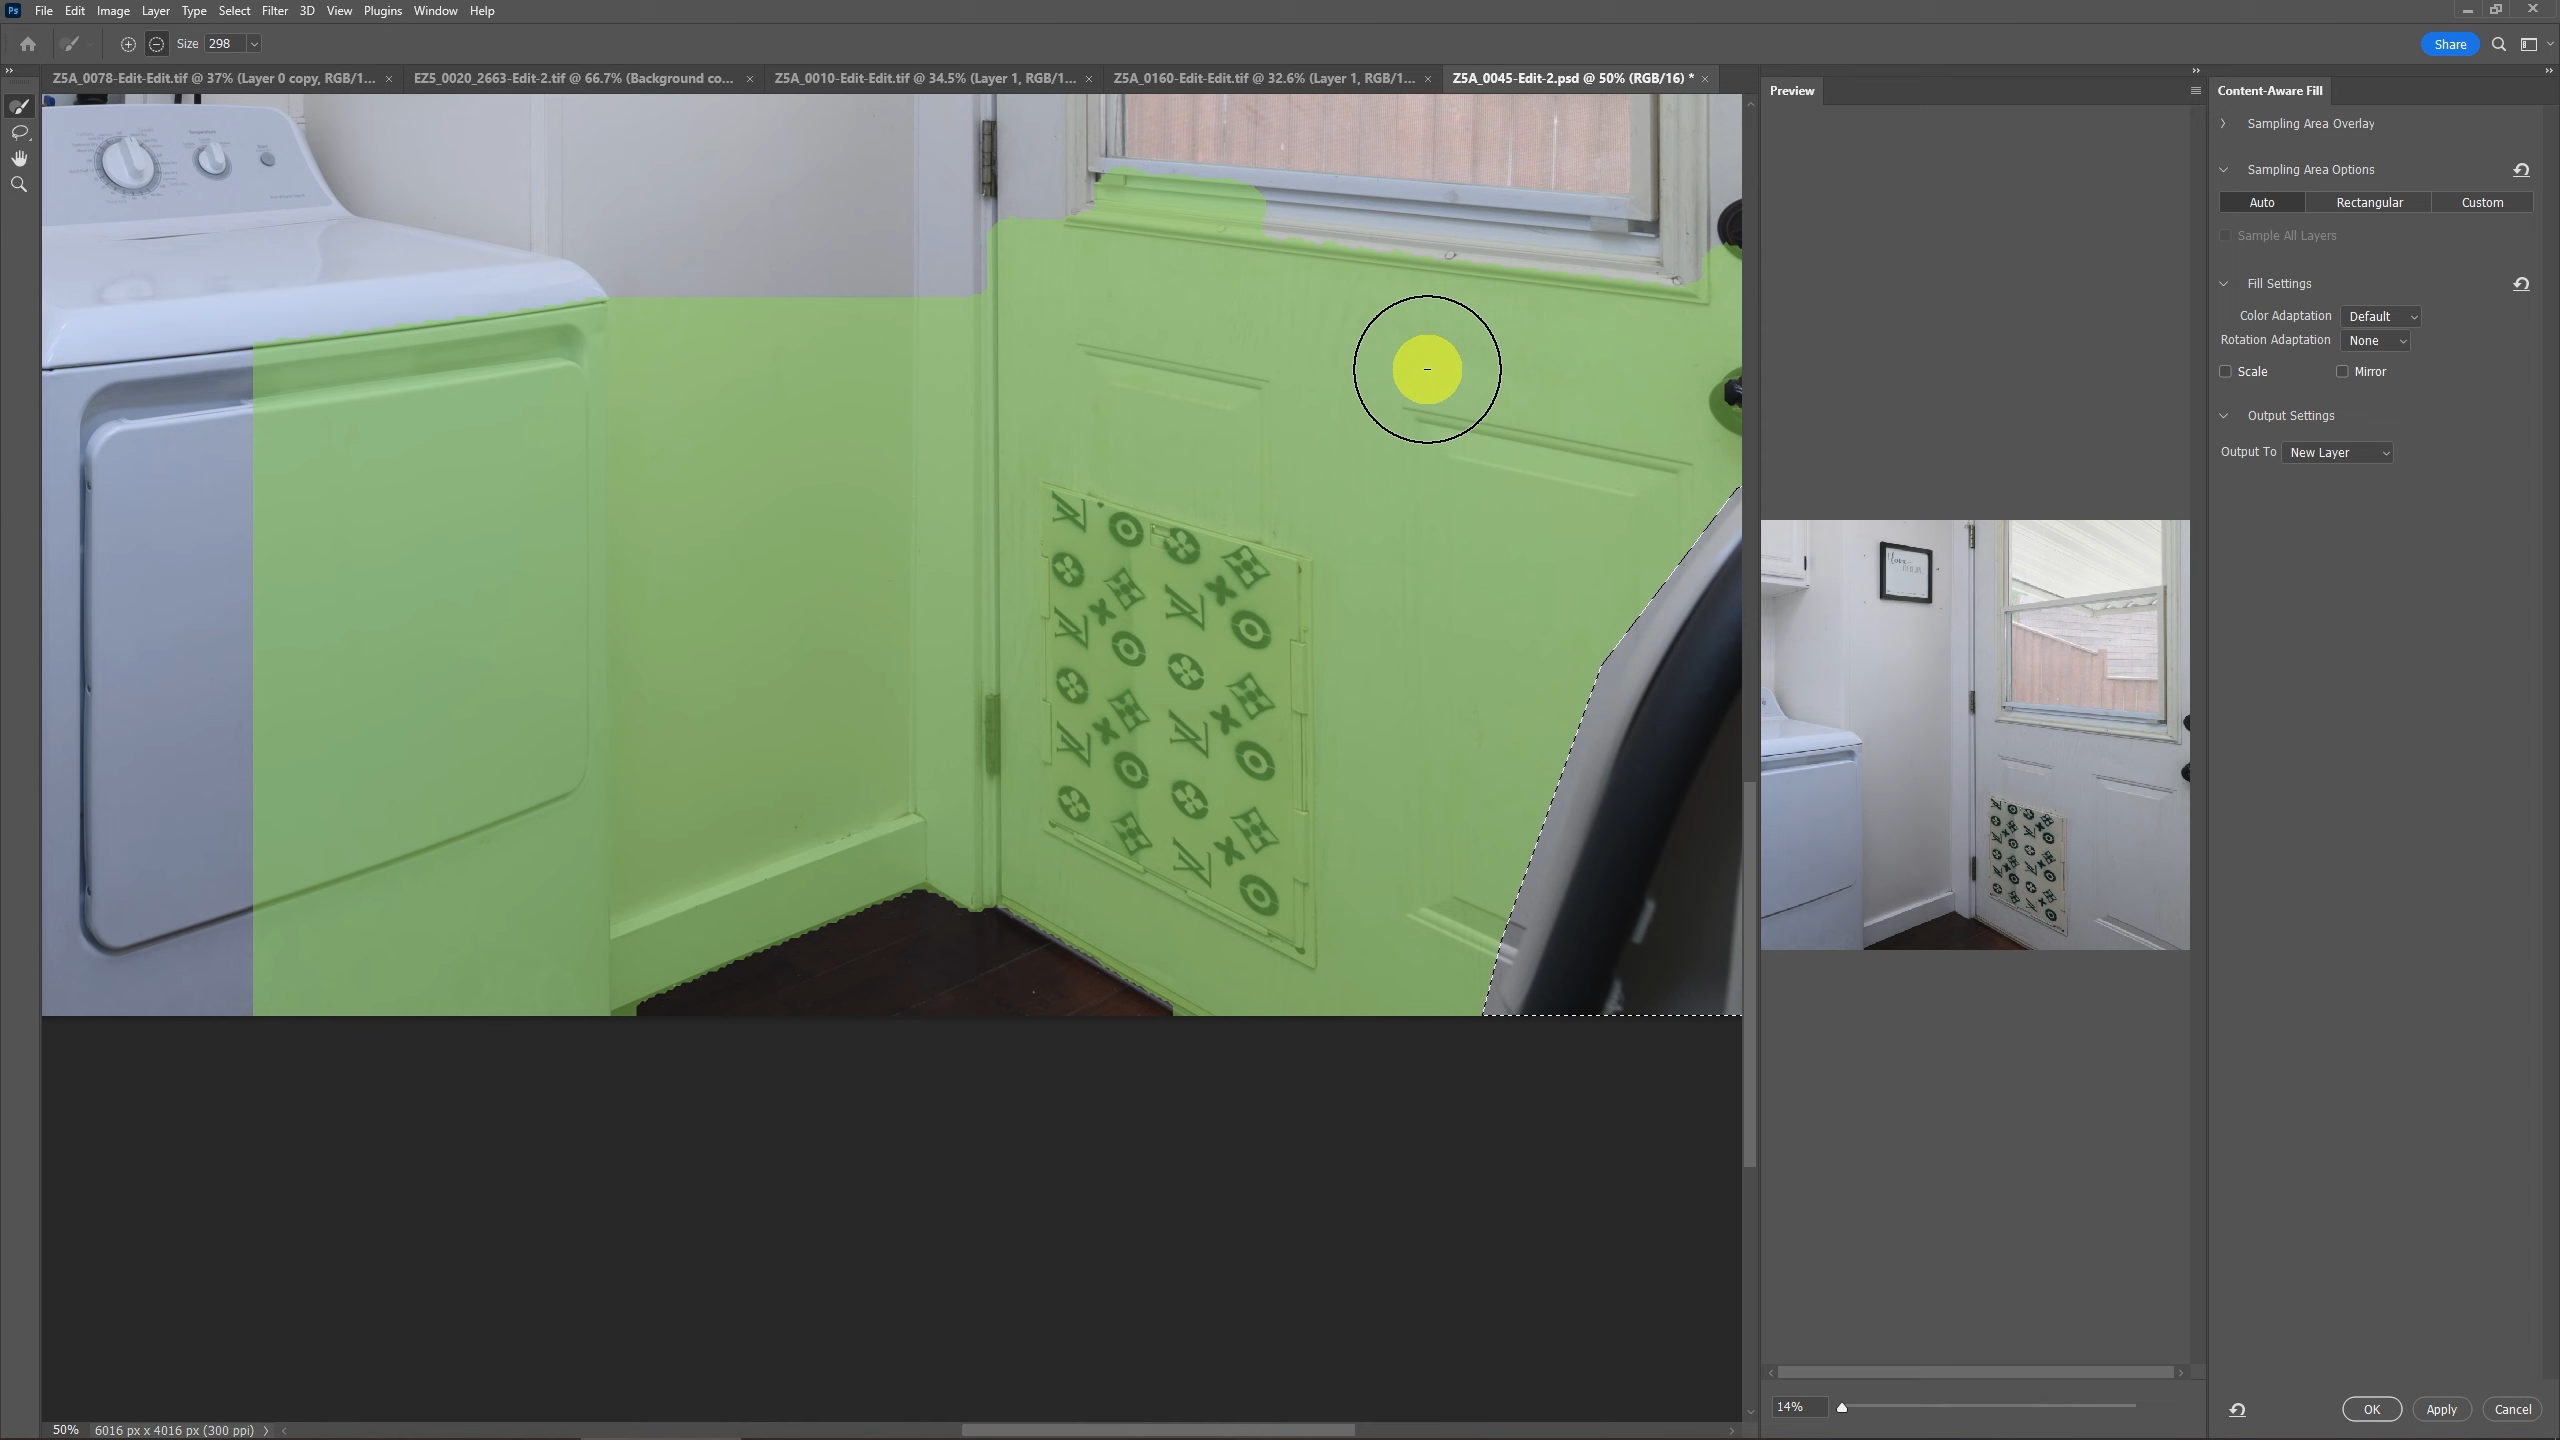 Ps File Edit Image Layer Type Select Filter 3D View Plugins Window Help
Size 298
Share
Z5A_0078-Edit-Edit.tif @ 37% (Layer 0 copy, RGB/1...
EZ5_0020_2663-Edit-2.tif @ 66.7% (Background co...
Z5A_0010-Edit-Edit.tif @ 34.5% (Layer 1, RGB/1...
Z5A_0160-Edit-Edit.tif @ 32.6% (Layer 1, RGB/1...
Z5A_0045-Edit-2.psd @ 50% (RGB/16) *
Preview
Content-Aware Fill
Sampling Area Overlay
Sampling Area Options
Auto Rectangular Custom
Sample All Layers
Fill Settings
Color Adaptation Default
Rotation Adaptation None
Scale Mirror
Output Settings
Output To New Layer
Temperature
14%
OK Apply Cancel
50% 6016 px x 4016 px (300 ppi)